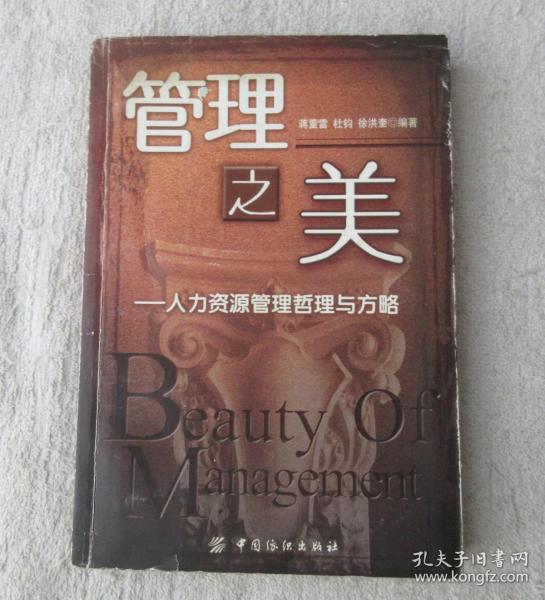 管理
蒋重雷 杜钧 徐洪奎◎编著
之
美
——人力资源管理哲理与方略
Beauty Of
Management
中国纺织出版社
孔夫子旧书网
www.kongfz.com